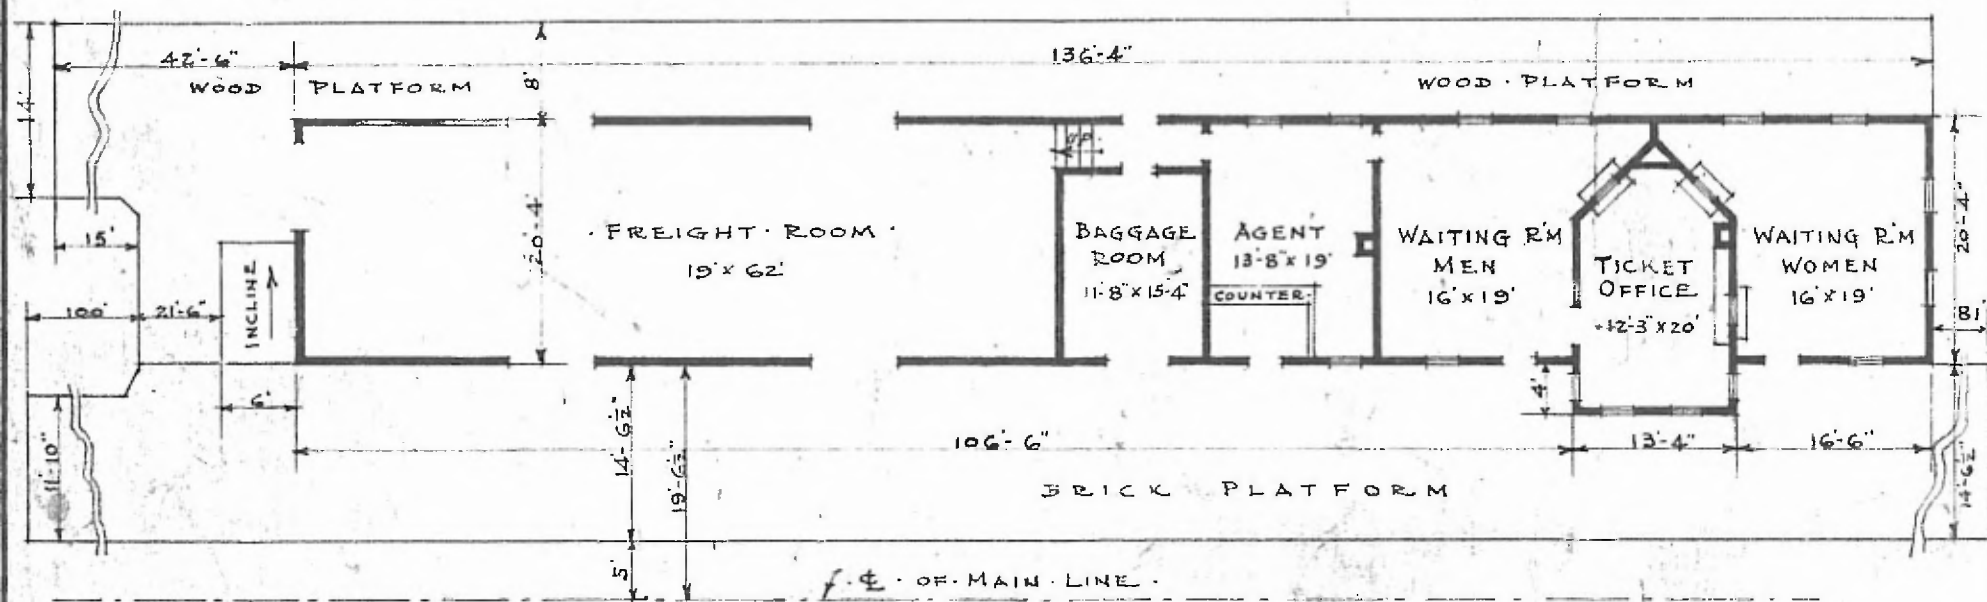 42'-6"
136'-4"
WOOD PLATFORM
8'
WOOD · PLATFORM
14'
· FREIGHT · ROOM ·
19' x 62'
20'-4"
BAGGAGE
ROOM
11'-8" x 15'-4"
AGENT
13'-8" x 19'
COUNTER
WAITING R'M
MEN
16' x 19'
TICKET
OFFICE
12'-3" x 20'
WAITING R'M
WOMEN
16' x 19'
20'-4"
81'
15'
100'
21'-6"
INCLINE
6'
4'
11'-10"
14'-6½"
19'-6½"
106'-6"
13'-4"
16'-6"
14'-6½"
BRICK PLATFORM
5'
℄ · OF · MAIN · LINE ·